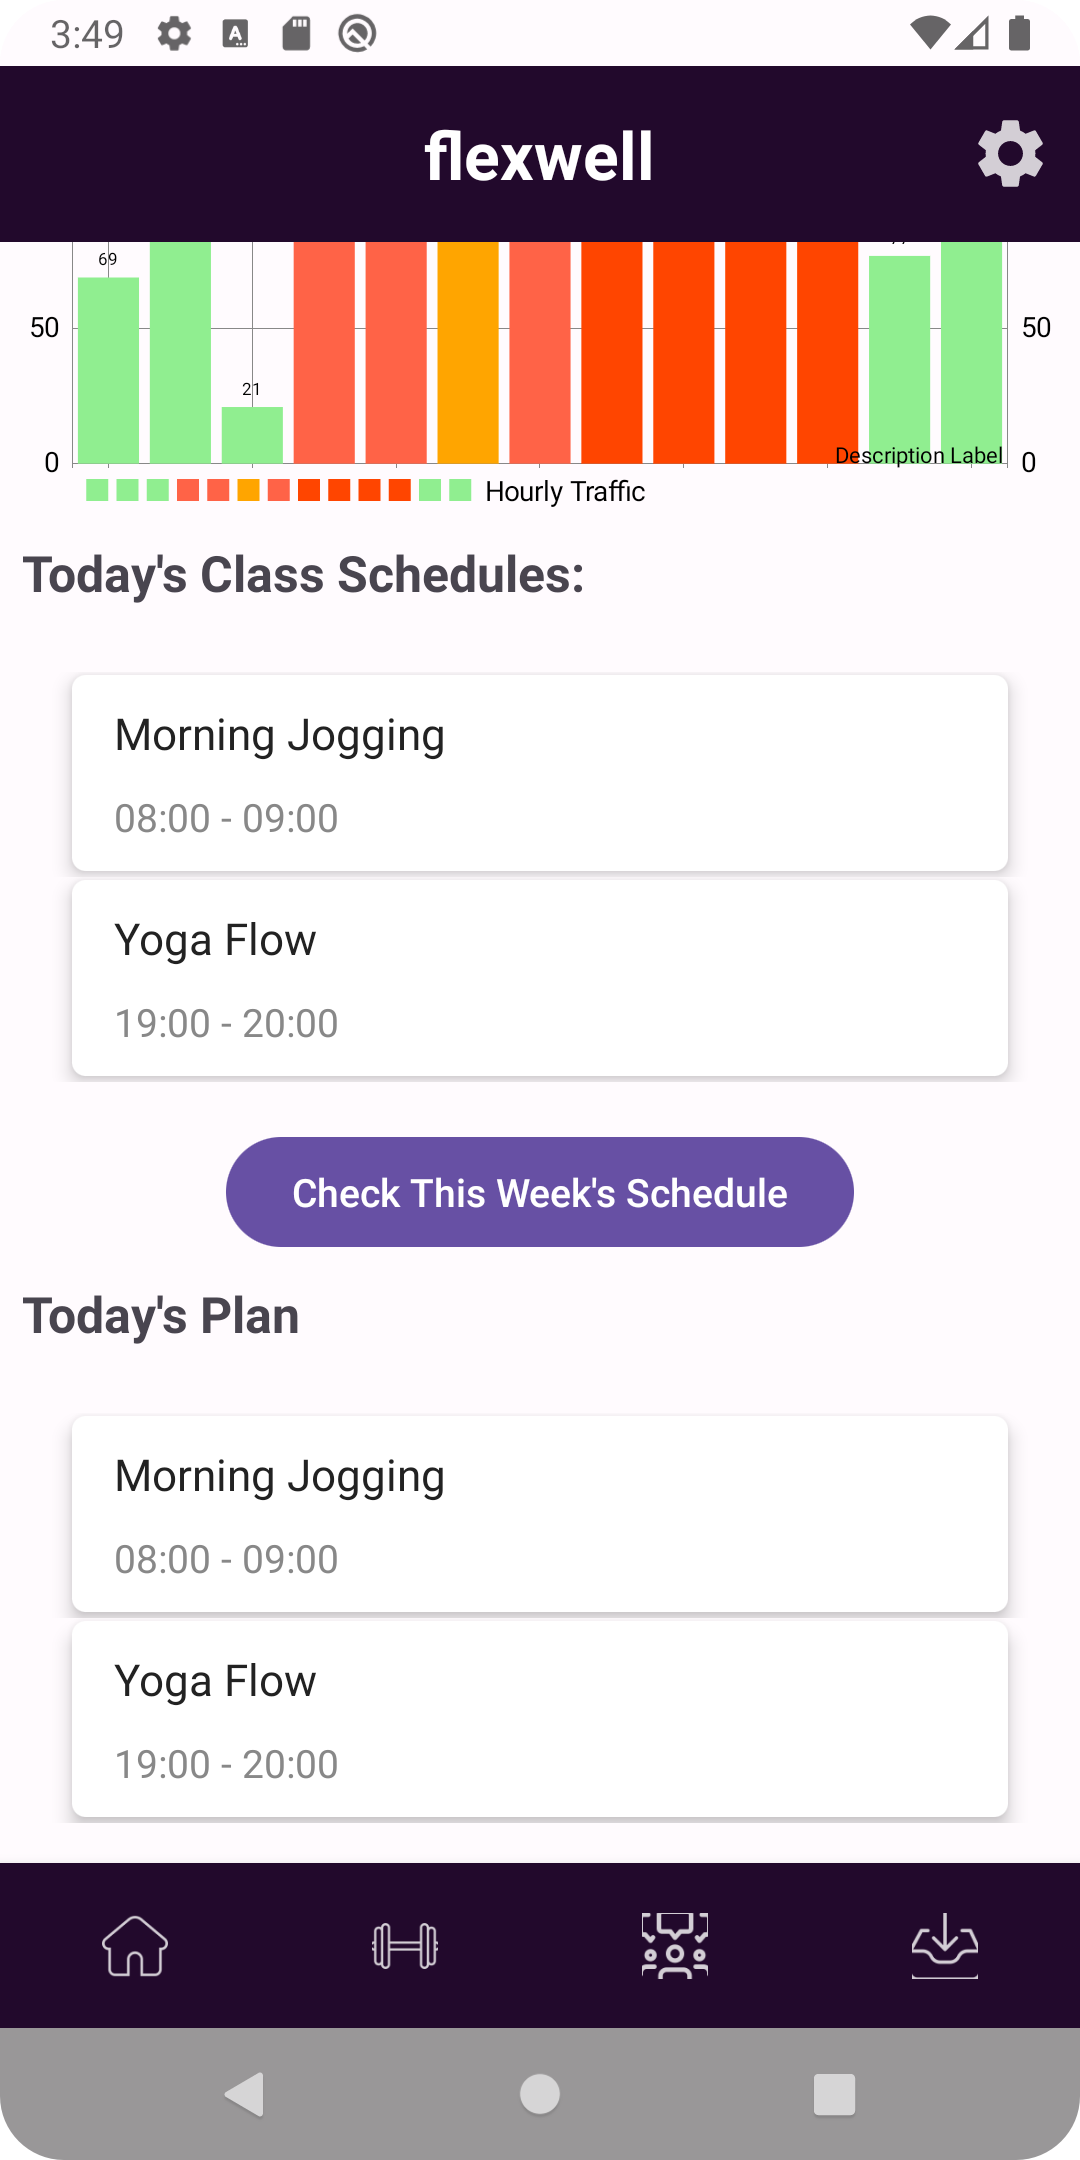 3:49
flexwell
69
50
50
21
0
Description Label
0
Hourly Traffic
Today's Class Schedules:
Morning Jogging
08:00 - 09:00
Yoga Flow
19:00 - 20:00
Check This Week's Schedule
Today's Plan
Morning Jogging
08:00 - 09:00
Yoga Flow
19:00 - 20:00